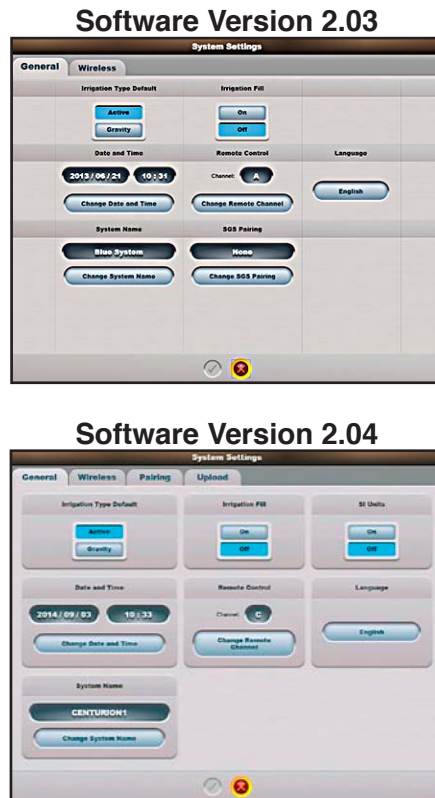 Software Version 2.03
System Settings
General Wireless
Irrigation Type Default Irrigation Fill
Active On
Gravity Off
Date and Time Remote Control Language
2013 / 06 / 21 10 : 31 Channel: A English
Change Date and Time Change Remote Channel
System Name SGS Pairing
Blue System None
Change System Name Change SGS Pairing
Software Version 2.04
System Settings
General Wireless Pairing Upload
Irrigation Type Default Irrigation Fill SI Units
Active On On
Gravity Off Off
Date and Time Remote Control Language
2014 / 09 / 03 10 : 33 Channel: C English
Change Date and Time Change Remote
Channel
System Name
CENTURION1
Change System Name